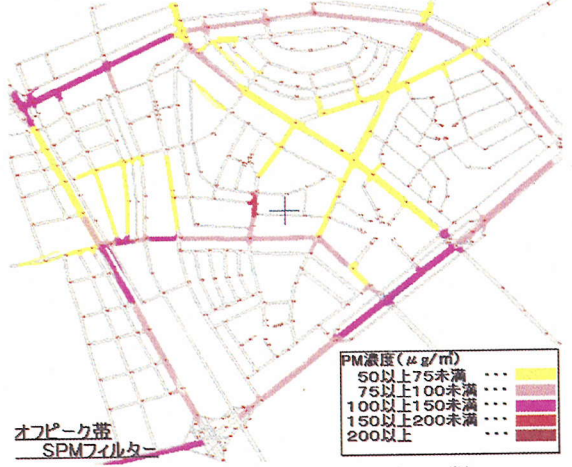 PM濃度(μg/㎥)
50以上75未満 ・・・
75以上100未満 ・・・
100以上150未満 ・・・
150以上200未満 ・・・
200以上 ・・・
オフピーク帯
SPMフィルター